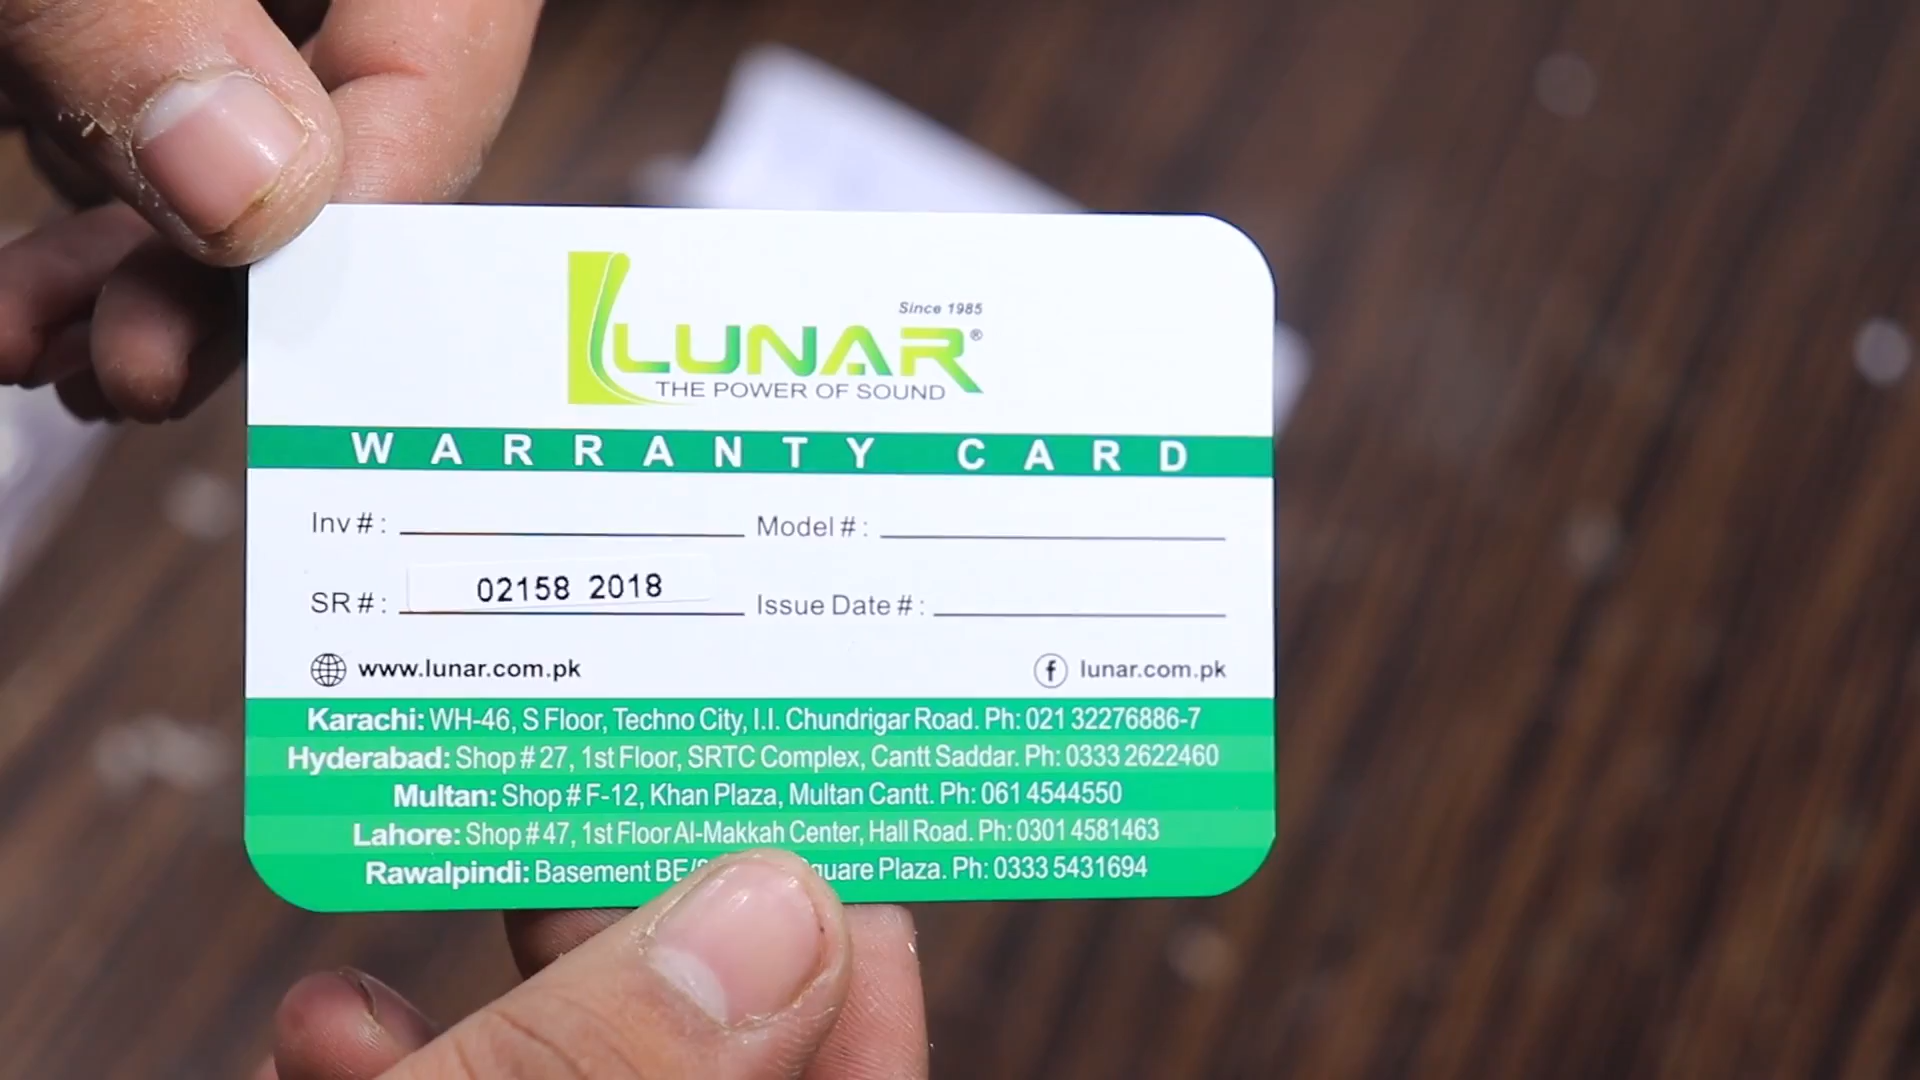 Since 1985
LUNAR®
THE POWER OF SOUND
WARRANTY CARD
Inv #: Model #:
SR #: 02158 2018 Issue Date #:
www.lunar.com.pk lunar.com.pk
Karachi: WH-46, S Floor, Techno City, I.I. Chundrigar Road. Ph: 021 32276886-7
Hyderabad: Shop # 27, 1st Floor, SRTC Complex, Cantt Saddar. Ph: 0333 2622460
Multan: Shop # F-12, Khan Plaza, Multan Cantt. Ph: 061 4544550
Lahore: Shop # 47, 1st Floor Al-Makkah Center, Hall Road. Ph: 0301 4581463
Rawalpindi: Basement Plaza. Ph: 0333 5431694